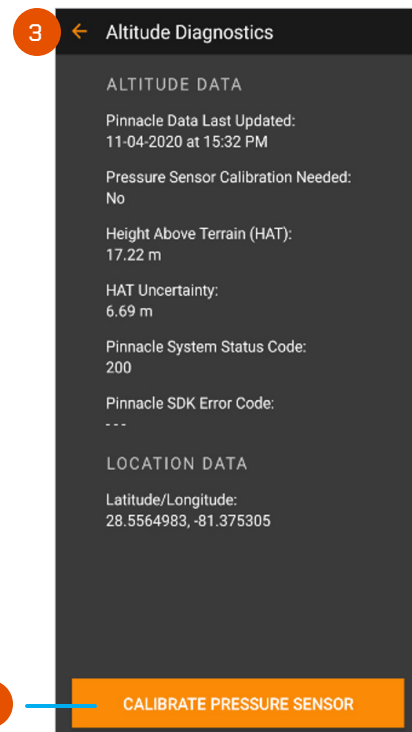 3
Altitude Diagnostics
ALTITUDE DATA
Pinnacle Data Last Updated:
11-04-2020 at 15:32 PM
Pressure Sensor Calibration Needed:
No
Height Above Terrain (HAT):
17.22 m
HAT Uncertainty:
6.69 m
Pinnacle System Status Code:
200
Pinnacle SDK Error Code:
---
LOCATION DATA
Latitude/Longitude:
28.5564983, -81.375305
CALIBRATE PRESSURE SENSOR